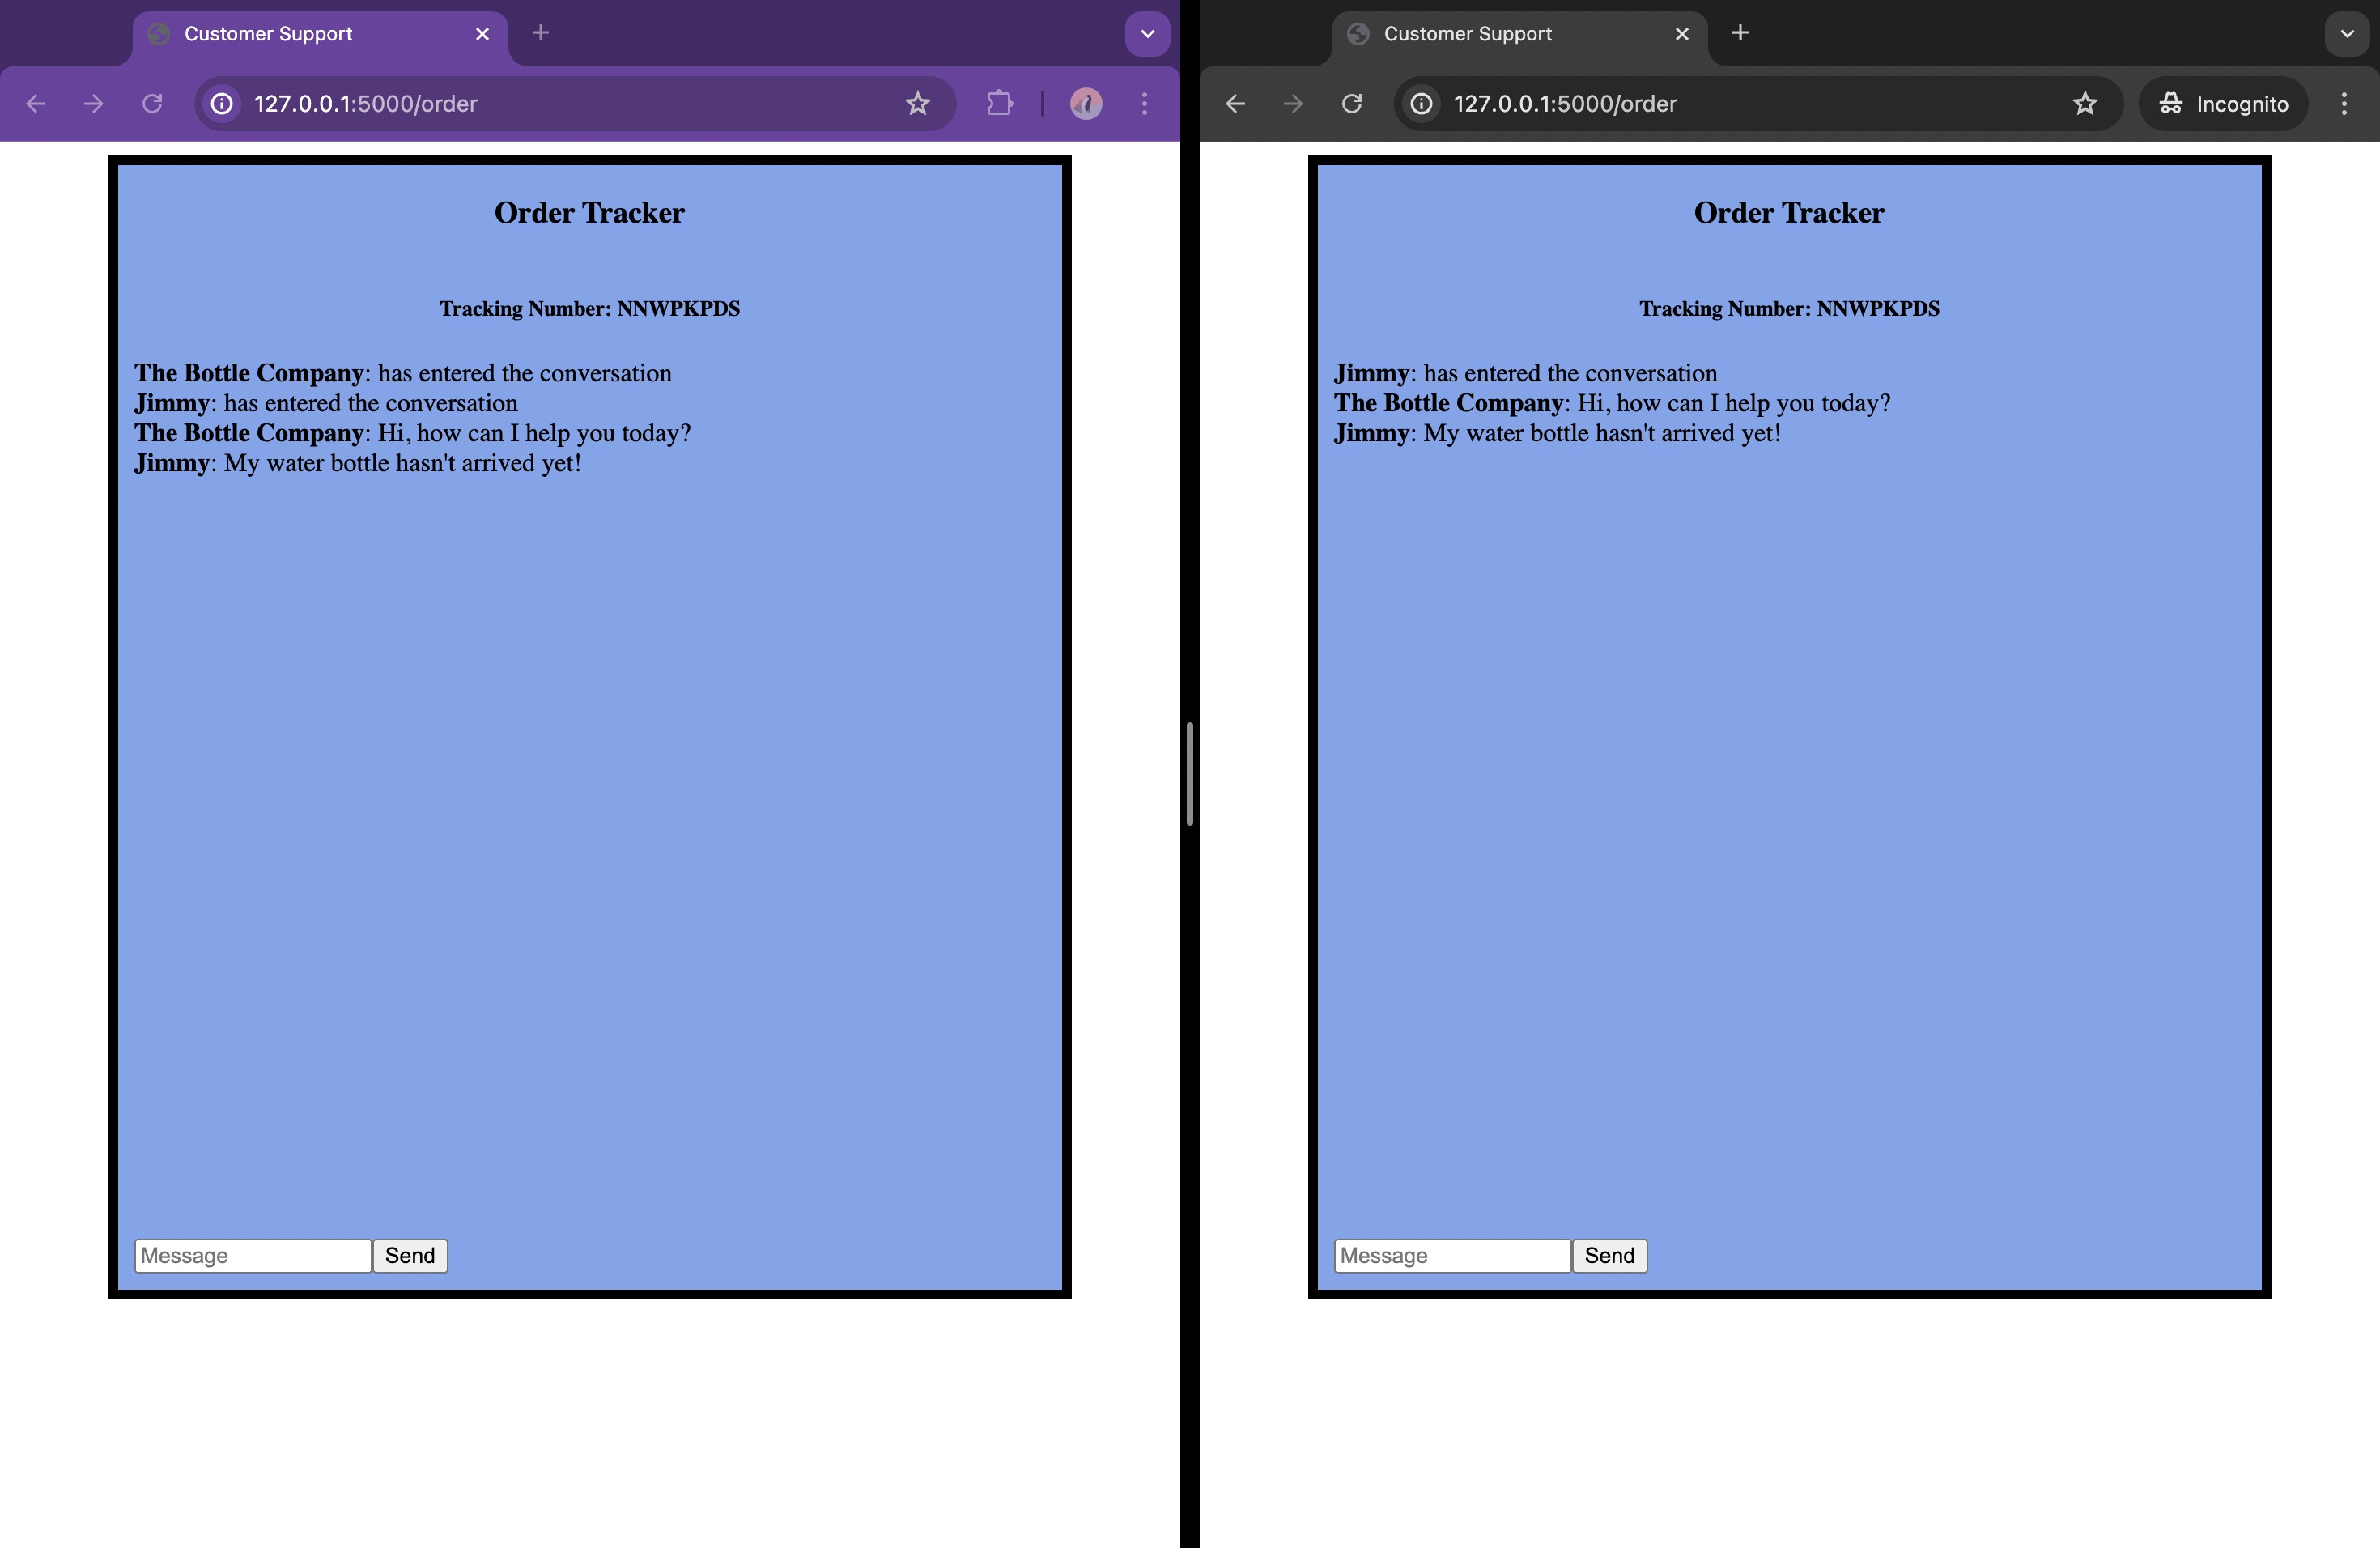 Customer Support
127.0.0.1:5000/order
Order Tracker
Tracking Number: NNWPKPDS
The Bottle Company: has entered the conversation
Jimmy: has entered the conversation
The Bottle Company: Hi, how can I help you today?
Jimmy: My water bottle hasn't arrived yet!
Message Send
Customer Support
127.0.0.1:5000/order Incognito
Order Tracker
Tracking Number: NNWPKPDS
Jimmy: has entered the conversation
The Bottle Company: Hi, how can I help you today?
Jimmy: My water bottle hasn't arrived yet!
Message Send